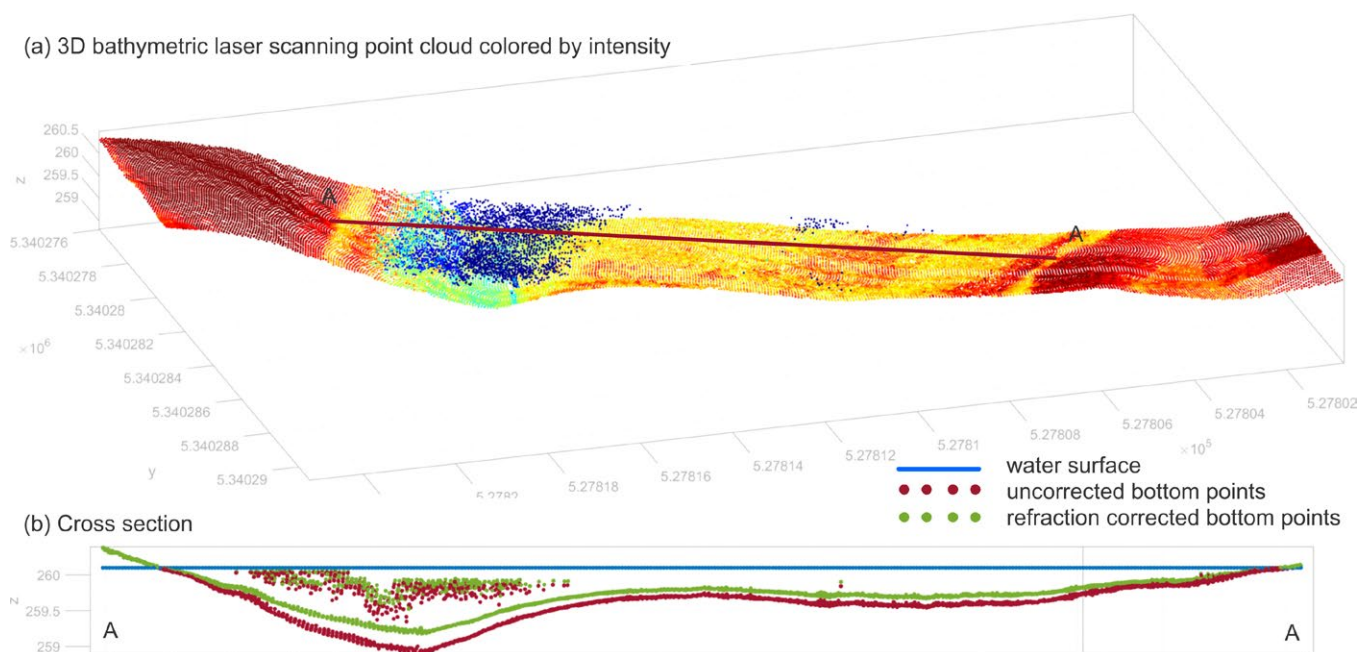 (a) 3D bathymetric laser scanning point cloud colored by intensity
260.5
260
259.5
259
z
A
A
5.340276
5.340278
5.34028
5.340282
5.340284
5.340286
5.340288
5.34029
×10⁶
y
5.2782
5.27818
5.27816
5.27814
5.27812
5.2781
5.27808
5.27806
5.27804
5.27802
×10⁵
water surface
uncorrected bottom points
refraction corrected bottom points
(b) Cross section
260
259.5
259
z
A
A